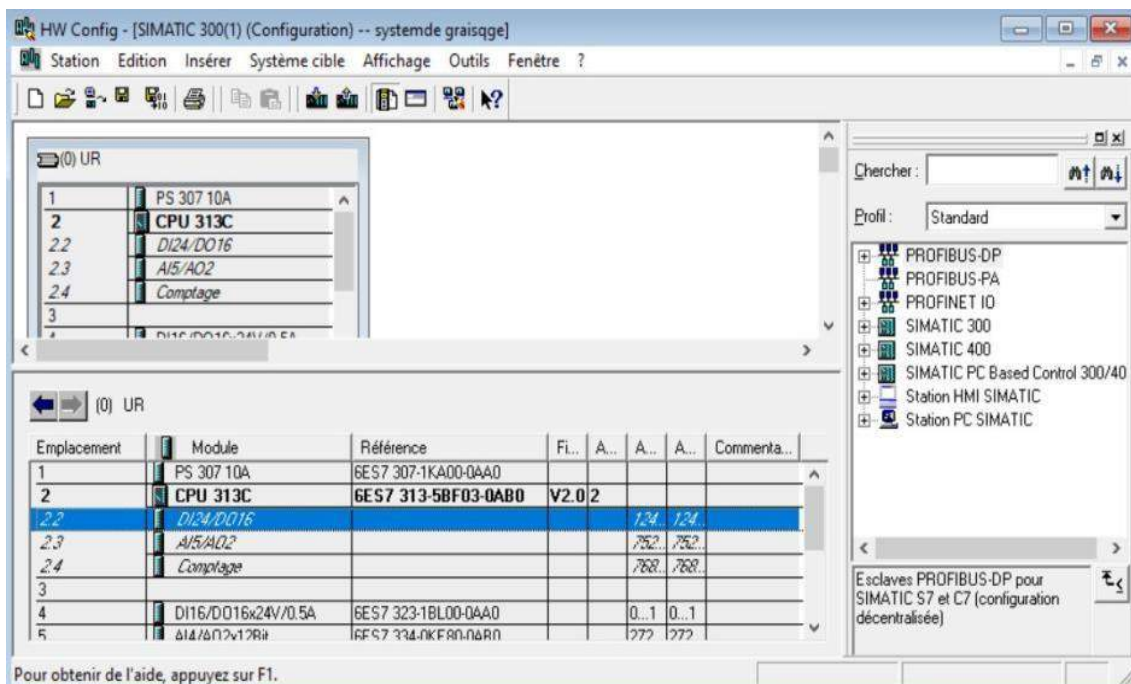 HW Config - [SIMATIC 300(1) (Configuration) -- systemde graisqge]
Station Edition Insérer Système cible Affichage Outils Fenêtre ?
(0) UR
1 PS 307 10A
2 CPU 313C
2.2 DI24/DO16
2.3 AI5/AO2
2.4 Comptage
3
4 DI16/DO16x24V/0.5A
Chercher :
Profil : Standard
PROFIBUS-DP
PROFIBUS-PA
PROFINET IO
SIMATIC 300
SIMATIC 400
SIMATIC PC Based Control 300/40
Station HMI SIMATIC
Station PC SIMATIC
Esclaves PROFIBUS-DP pour
SIMATIC S7 et C7 (configuration
décentralisée)
(0) UR
Emplacement Module Référence Fi... A... A... A... Commenta...
1 PS 307 10A 6ES7 307-1KA00-0AA0
2 CPU 313C 6ES7 313-5BF03-0AB0 V2.0 2
2.2 DI24/DO16 124.. 124..
2.3 AI5/AO2 752.. 752..
2.4 Comptage 768.. 768..
3
4 DI16/DO16x24V/0.5A 6ES7 323-1BL00-0AA0 0...1 0...1
5 AI4/AO2x12Bit 6ES7 334-0KE80-0AB0 272 272
Pour obtenir de l'aide, appuyez sur F1.